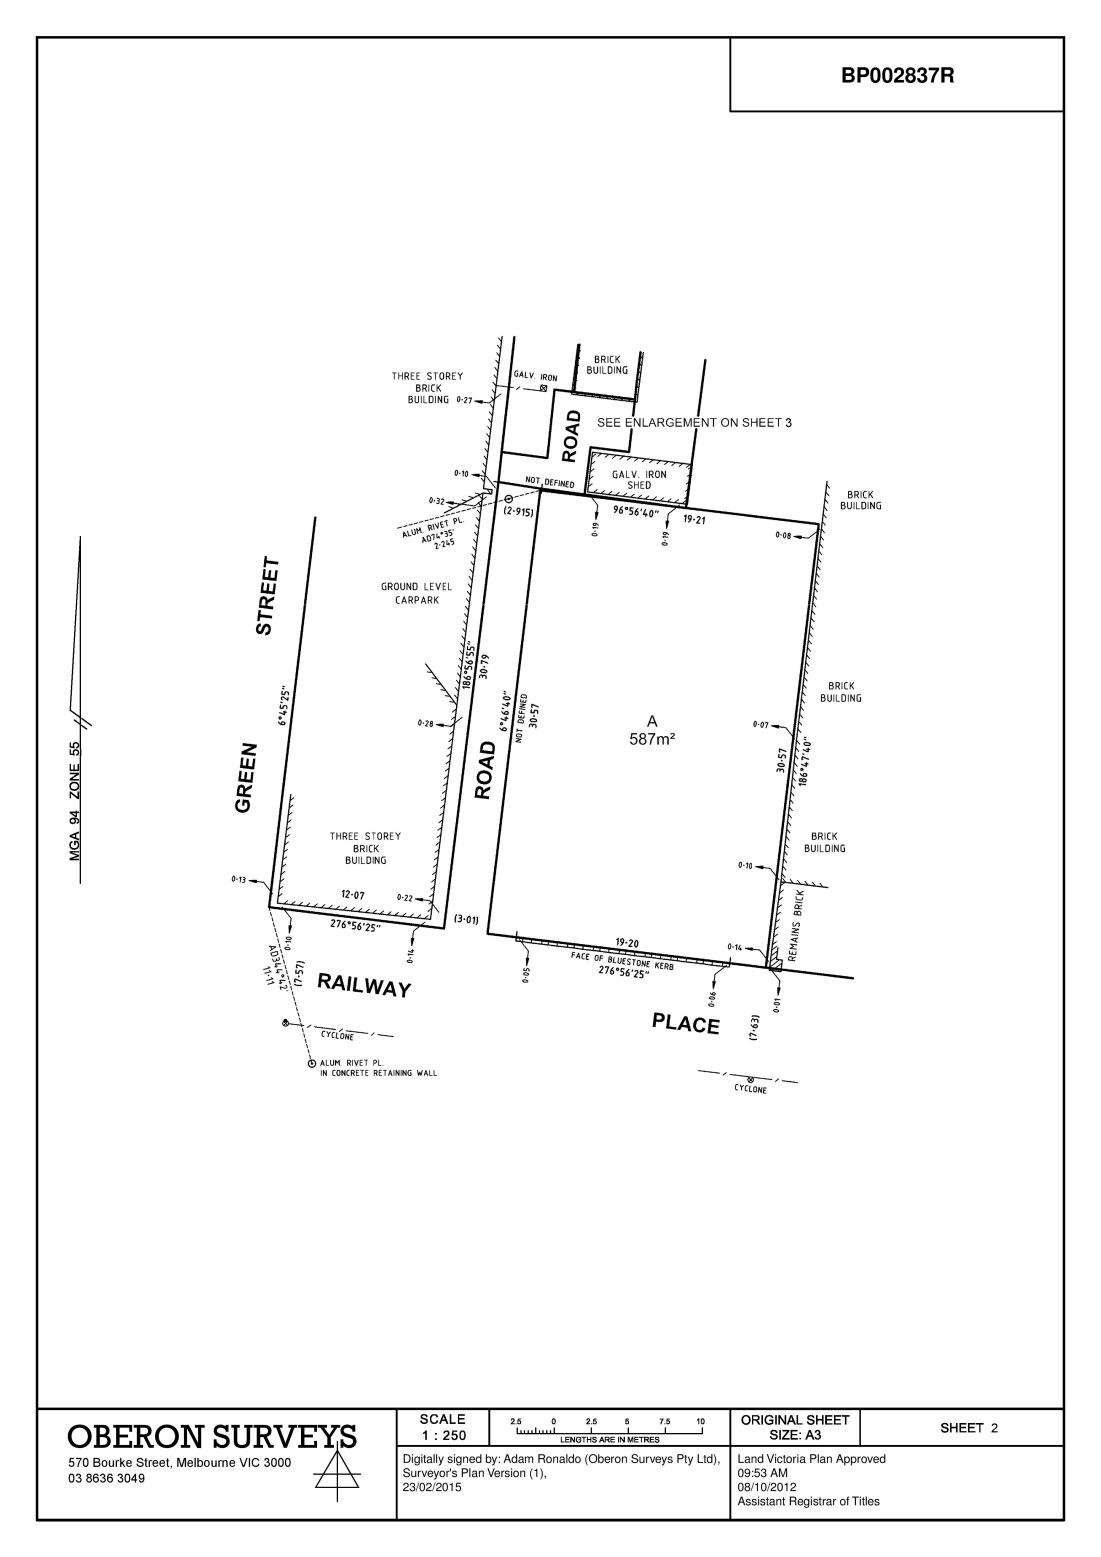 BP002837R
THREE STOREY
BRICK
BUILDING
0·27
GALV. IRON
BRICK
BUILDING
ROAD
SEE ENLARGEMENT ON SHEET 3
0·10
NOT DEFINED
GALV. IRON
SHED
0·32
(2·915)
96°56'40"
19·21
0·19
0·19
ALUM. RIVET PL.
AD74°35'
2·245
BRICK
BUILDING
0·08
GROUND LEVEL
CARPARK
STREET
GREEN
6°45'25"
186°56'55"
30·79
6°46'40"
NOT DEFINED
30·57
ROAD
0·28
A
587m²
BRICK
BUILDING
0·07
30·57
186°47'40"
MGA 94 ZONE 55
THREE STOREY
BRICK
BUILDING
BRICK
BUILDING
0·10
0·13
12·07
0·22
276°56'25"
(3·01)
0·10
0·14
AD344°42'
11·11
(7·57)
RAILWAY
19·20
FACE OF BLUESTONE KERB
276°56'25"
0·05
0·06
0·14
REMAINS BRICK
0·01
PLACE
(7·63)
CYCLONE
ALUM. RIVET PL.
IN CONCRETE RETAINING WALL
CYCLONE
OBERON SURVEYS
570 Bourke Street, Melbourne VIC 3000
03 8636 3049
SCALE
1 : 250
2.5 0 2.5 5 7.5 10
LENGTHS ARE IN METRES
ORIGINAL SHEET
SIZE: A3
SHEET 2
Digitally signed by: Adam Ronaldo (Oberon Surveys Pty Ltd),
Surveyor's Plan Version (1),
23/02/2015
Land Victoria Plan Approved
09:53 AM
08/10/2012
Assistant Registrar of Titles